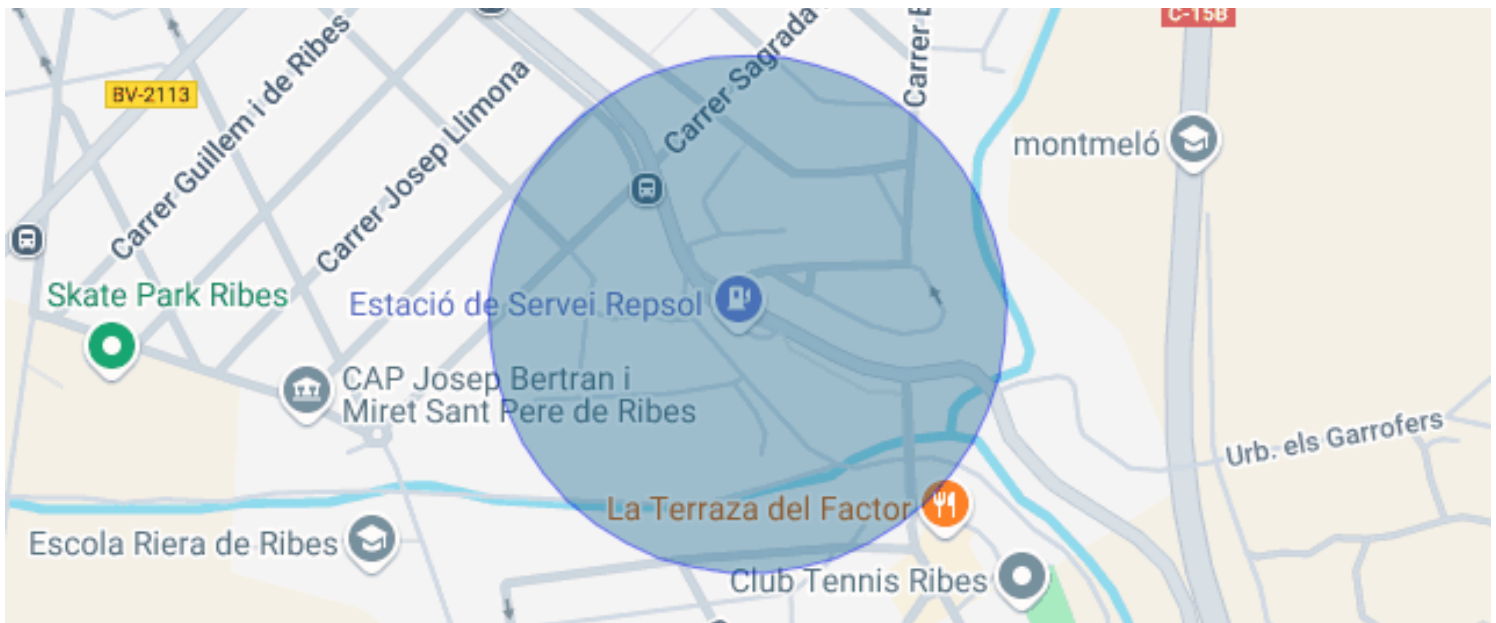 C-15B
BV-2113
Carrer Guillem i de Ribes
Carrer Josep Llimona
Carrer Sagrada
Carrer
montmeló
Skate Park Ribes
Estació de Servei Repsol
CAP Josep Bertran i
Miret Sant Pere de Ribes
Urb. els Garrofers
La Terraza del Factor
Escola Riera de Ribes
Club Tennis Ribes